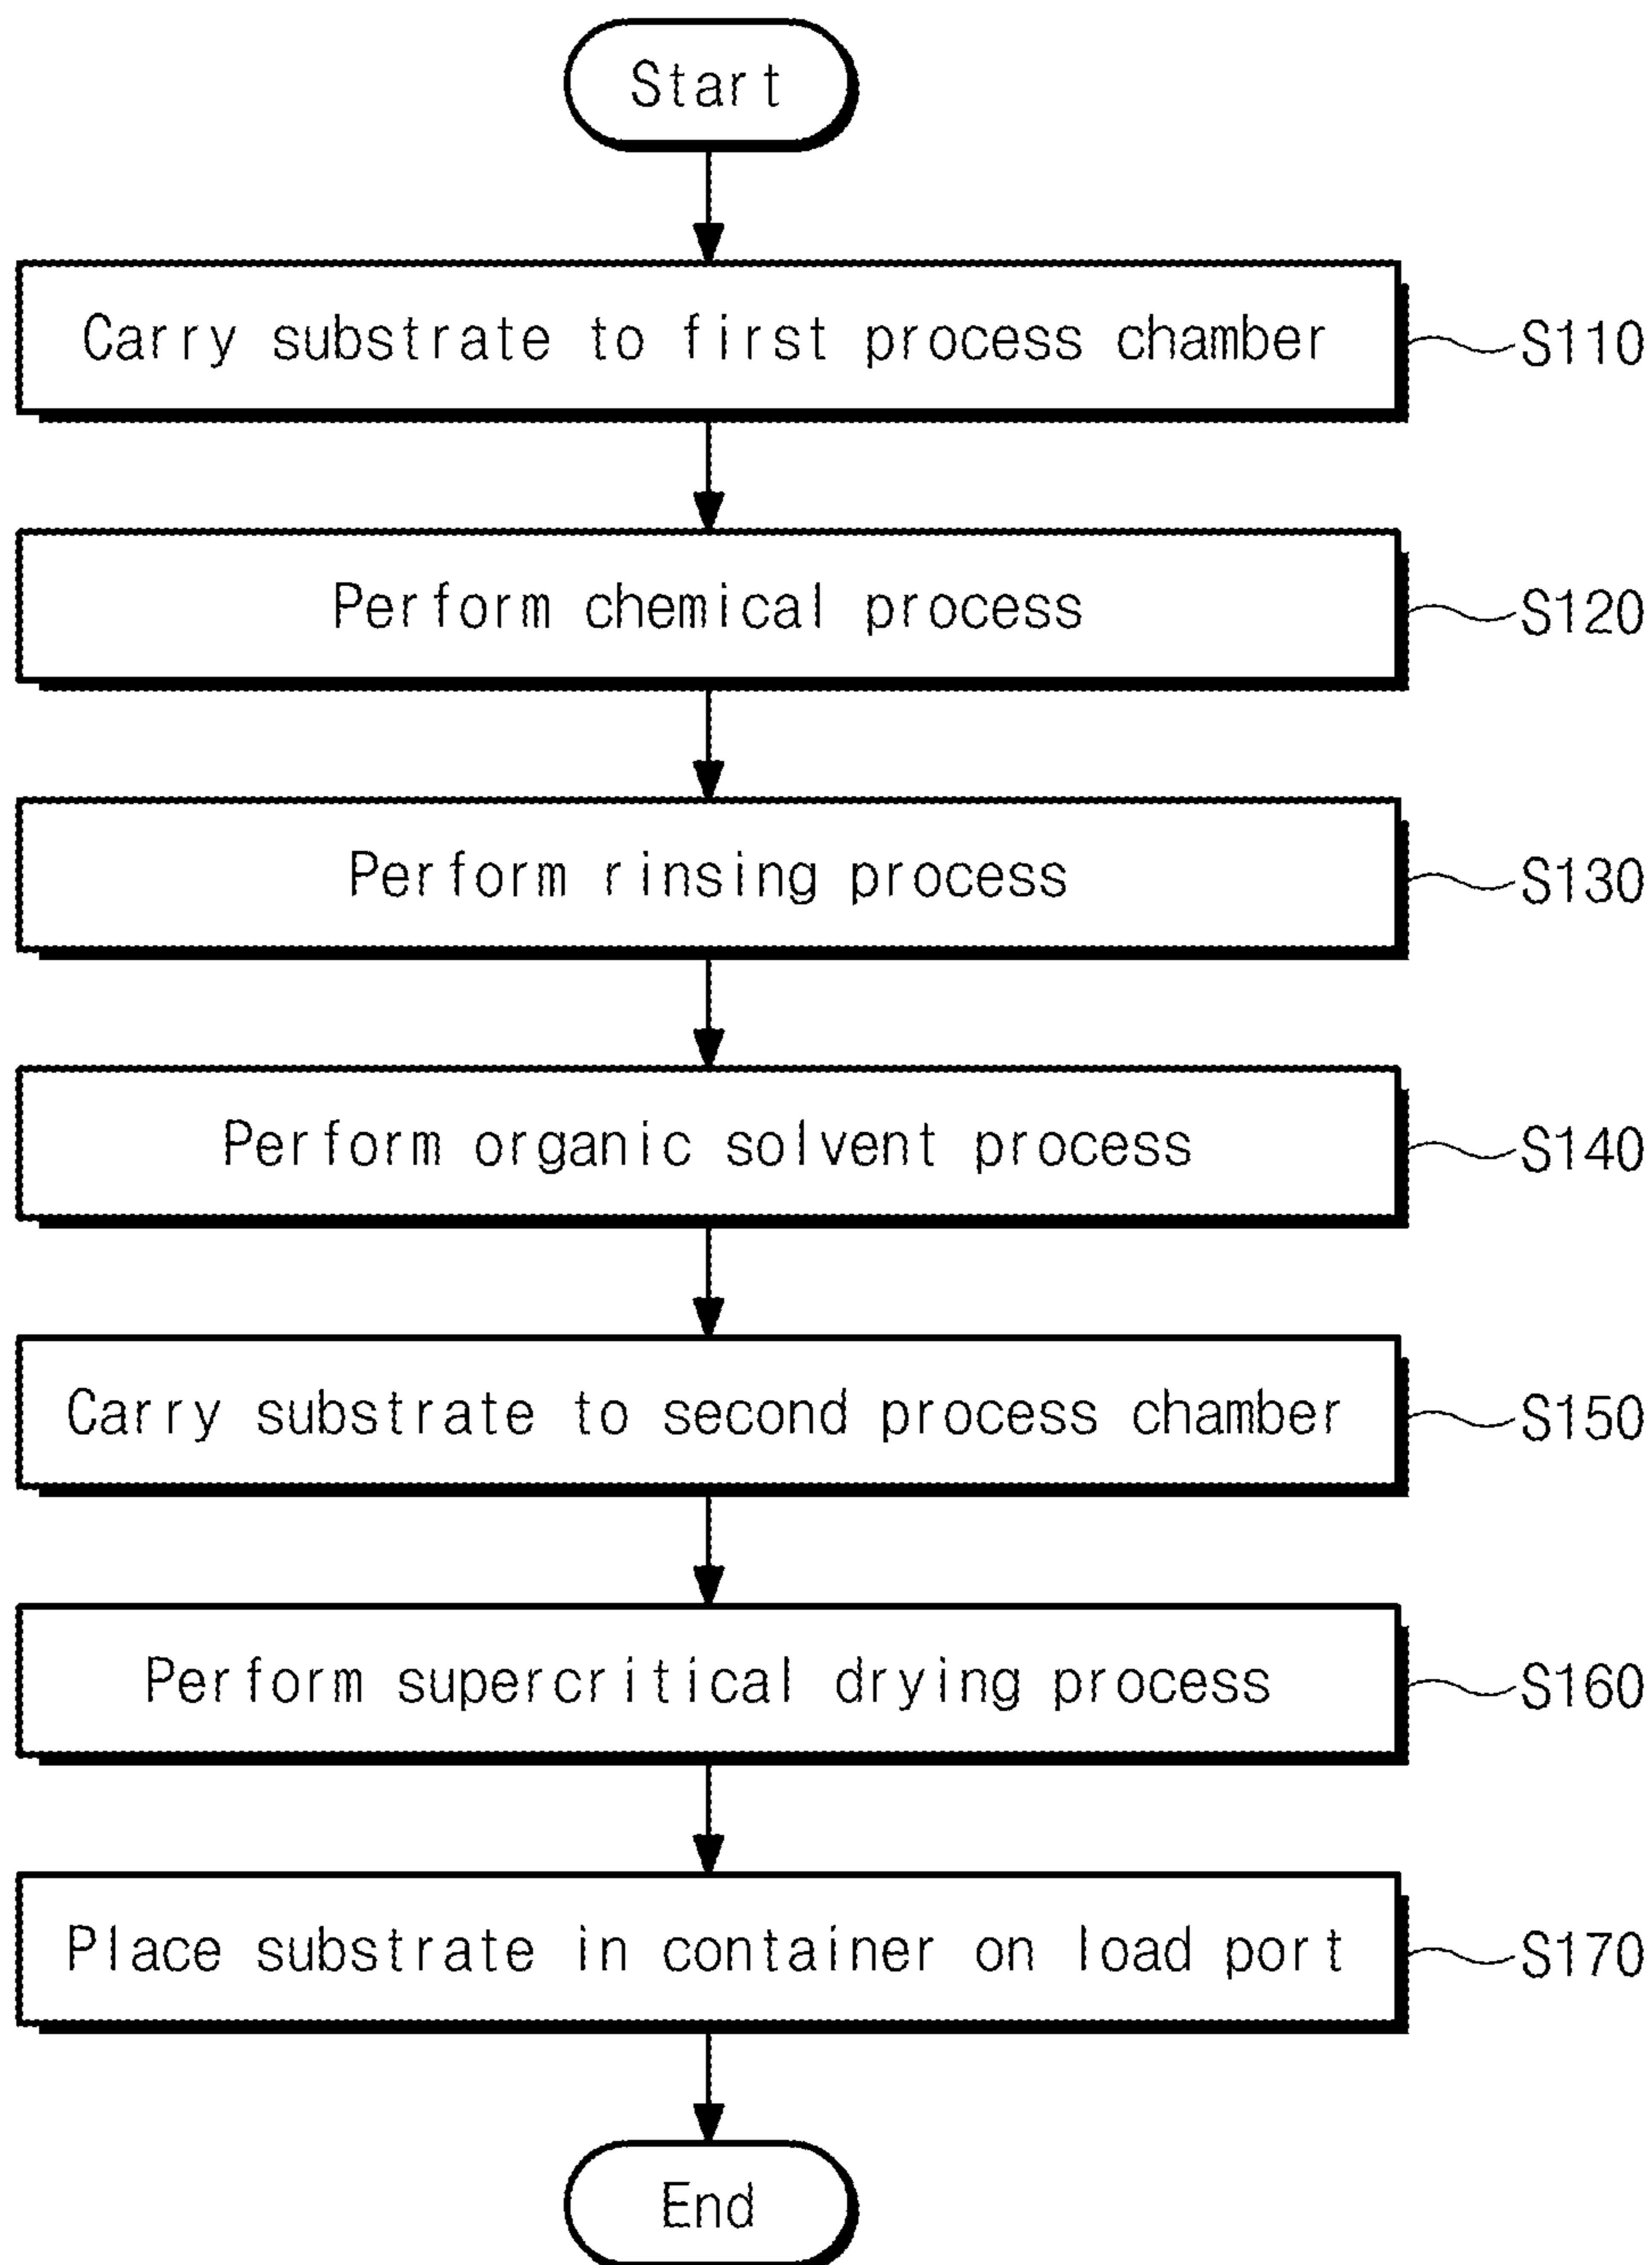 Start
Carry substrate to first process chamber
S110
Perform chemical process
S120
Perform rinsing process
S130
Perform organic solvent process
S140
Carry substrate to second process chamber
S150
Perform supercritical drying process
S160
Place substrate in container on load port
S170
End